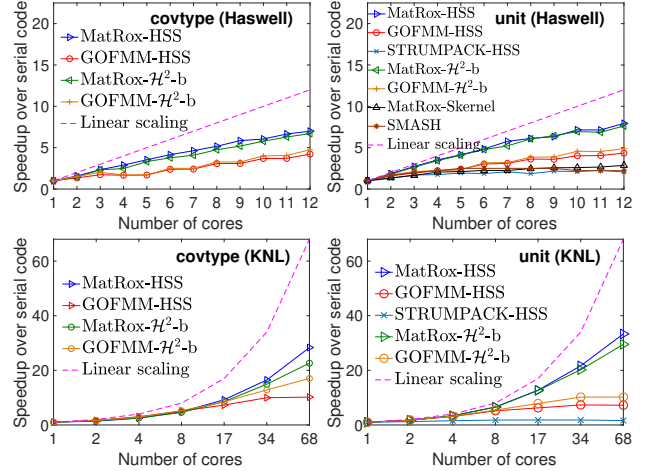 covtype (Haswell)
Speedup over serial code
20
15
10
5
0
MatRox-HSS
GOFMM-HSS
MatRox-ℋ²-b
GOFMM-ℋ²-b
Linear scaling
1 2 3 4 5 6 7 8 9 10 11 12
Number of cores
unit (Haswell)
Speedup over serial code
20
15
10
5
0
MatRox-HSS
GOFMM-HSS
STRUMPACK-HSS
MatRox-ℋ²-b
GOFMM-ℋ²-b
MatRox-Skernel
SMASH
Linear scaling
1 2 3 4 5 6 7 8 9 10 11 12
Number of cores
covtype (KNL)
Speedup over serial code
60
40
20
0
MatRox-HSS
GOFMM-HSS
MatRox-ℋ²-b
GOFMM-ℋ²-b
Linear scaling
1 2 4 8 17 34 68
Number of cores
unit (KNL)
Speedup over serial code
60
40
20
0
MatRox-HSS
GOFMM-HSS
STRUMPACK-HSS
MatRox-ℋ²-b
GOFMM-ℋ²-b
Linear scaling
1 2 4 8 17 34 68
Number of cores